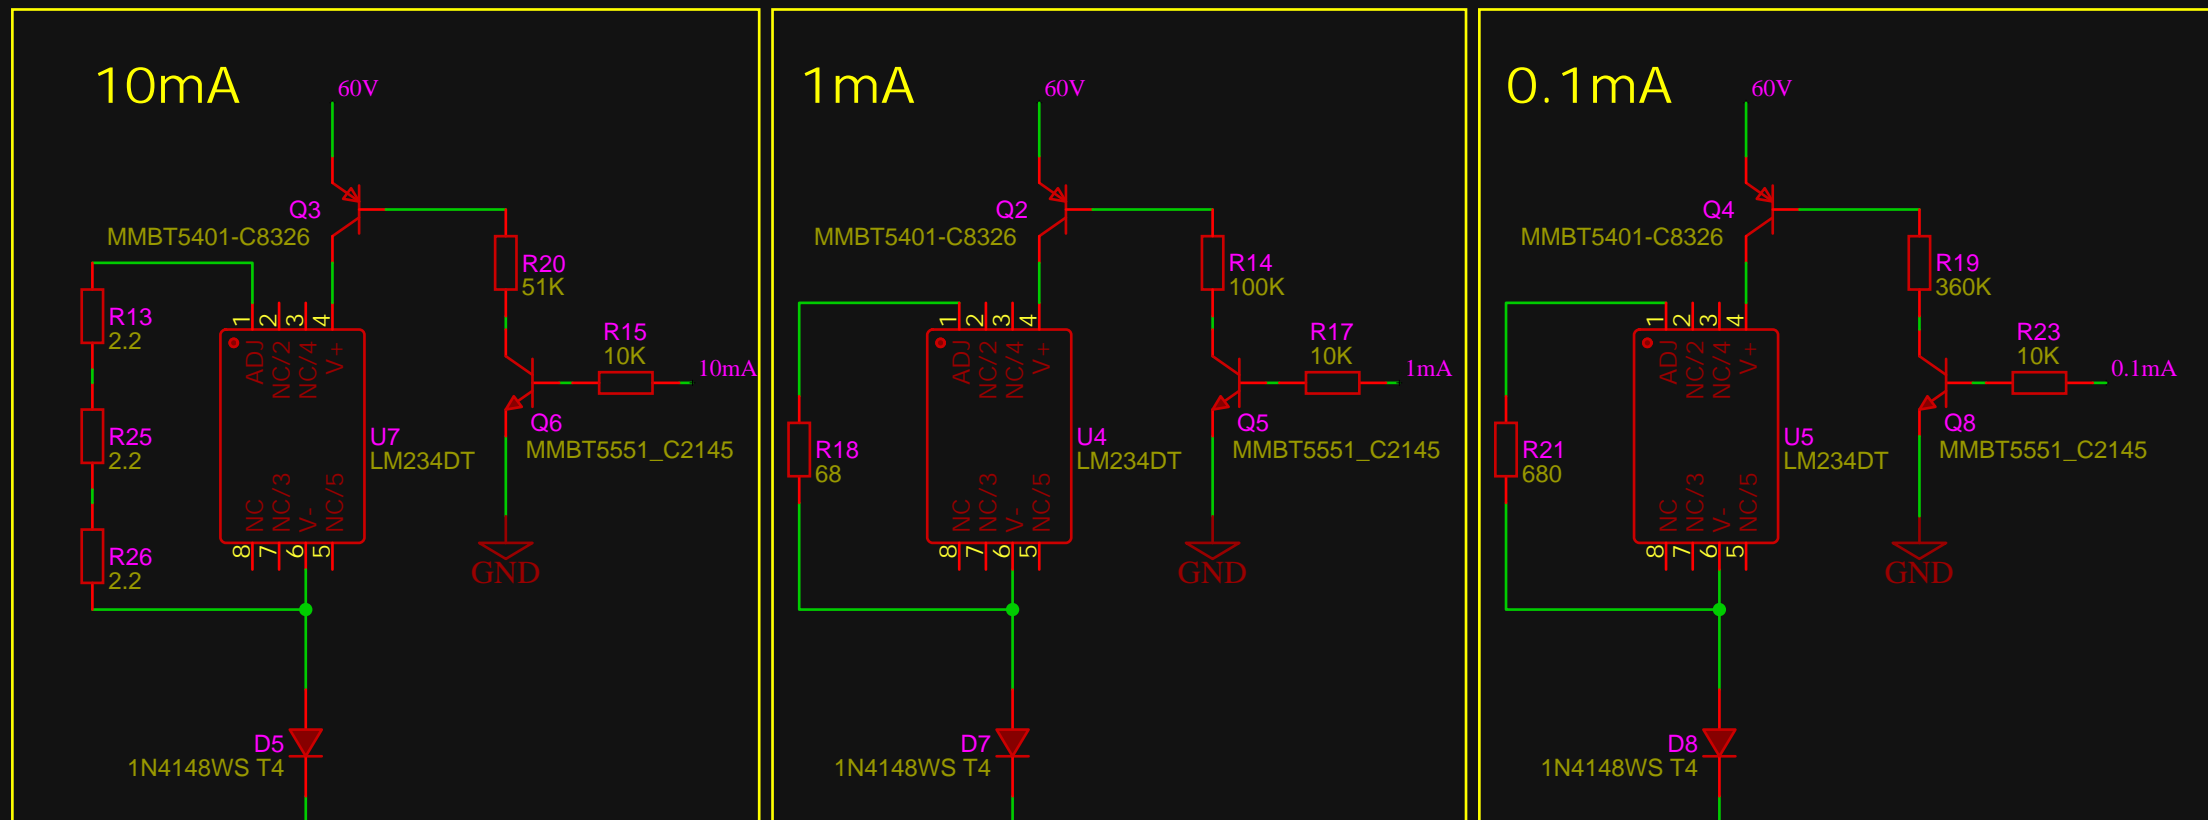 10mA
60V
Q3
MMBT5401-C8326
R20
51K
R13
2.2
1
2
3
4
ADJ
NC/2
NC/4
V+
R15
10K
10mA
Q6
MMBT5551_C2145
R25
2.2
U7
LM234DT
NC
NC/3
V-
NC/5
8
7
6
5
R26
2.2
GND
D5
1N4148WS T4
1mA
60V
Q2
MMBT5401-C8326
R14
100K
1
2
3
4
ADJ
NC/2
NC/4
V+
R17
10K
1mA
Q5
MMBT5551_C2145
R18
68
U4
LM234DT
NC
NC/3
V-
NC/5
8
7
6
5
GND
D7
1N4148WS T4
0.1mA
60V
Q4
MMBT5401-C8326
R19
360K
1
2
3
4
ADJ
NC/2
NC/4
V+
R23
10K
0.1mA
Q8
MMBT5551_C2145
R21
680
U5
LM234DT
NC
NC/3
V-
NC/5
8
7
6
5
GND
D8
1N4148WS T4